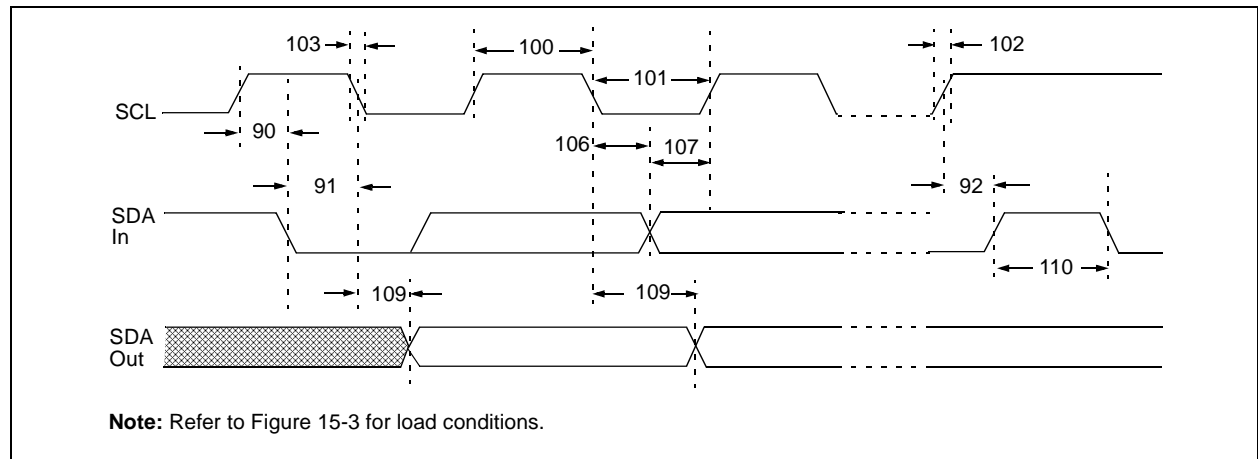 103
100
102
101
SCL
90
106
107
91
92
SDA
In
110
109
109
SDA
Out
Note: Refer to Figure 15-3 for load conditions.